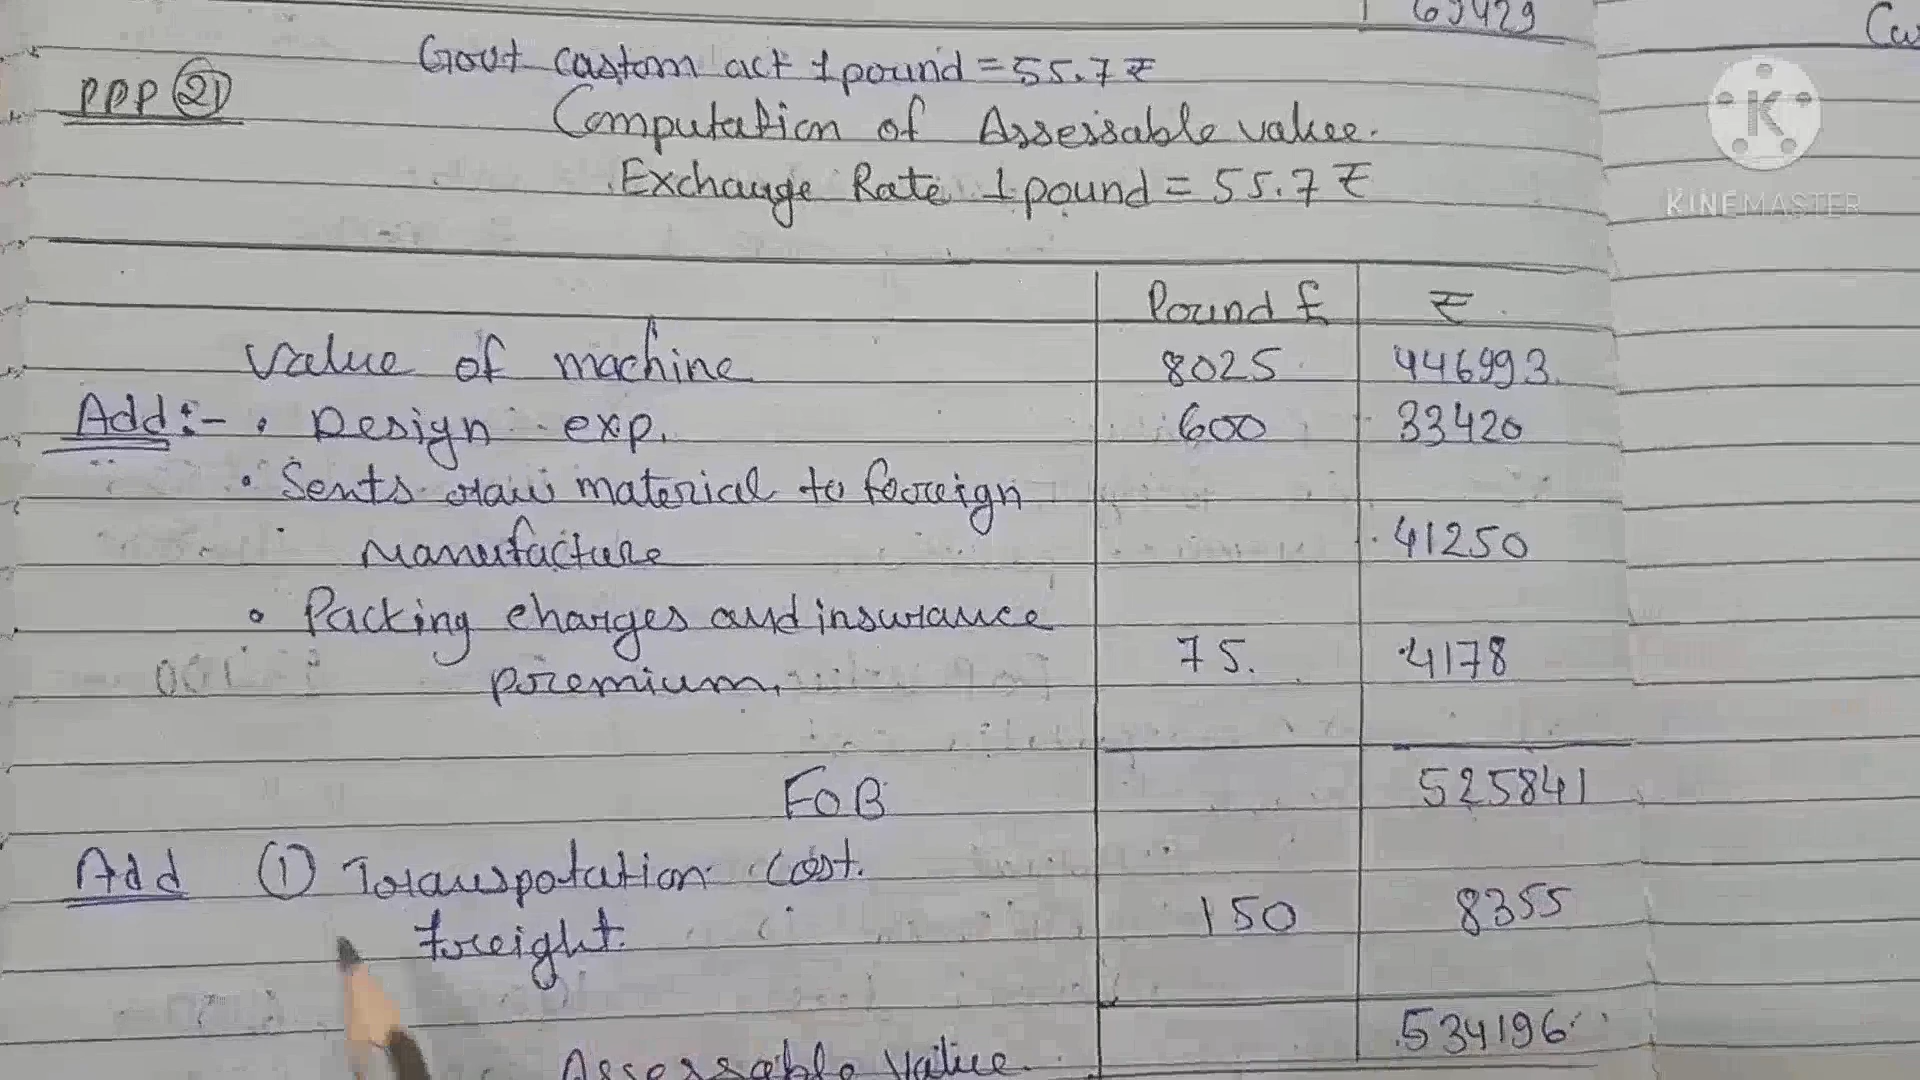 69429
Govt custom act 1 pound = 55.7 ₹
PPP 21
Computation of Assessable value.
Exchange Rate 1 pound = 55.7 ₹
K
KINEMASTER
Pound £ ₹
Value of machine 8025 446993
Add :- • Design exp. 600 33420
• Sents raw material to foreign
manufacture 41250
• Packing charges and insurance
premium. 75. 4178
FOB 525841
Add (1) Transpotation Cost.
freight. 150 8355
Assessable Value. 534196